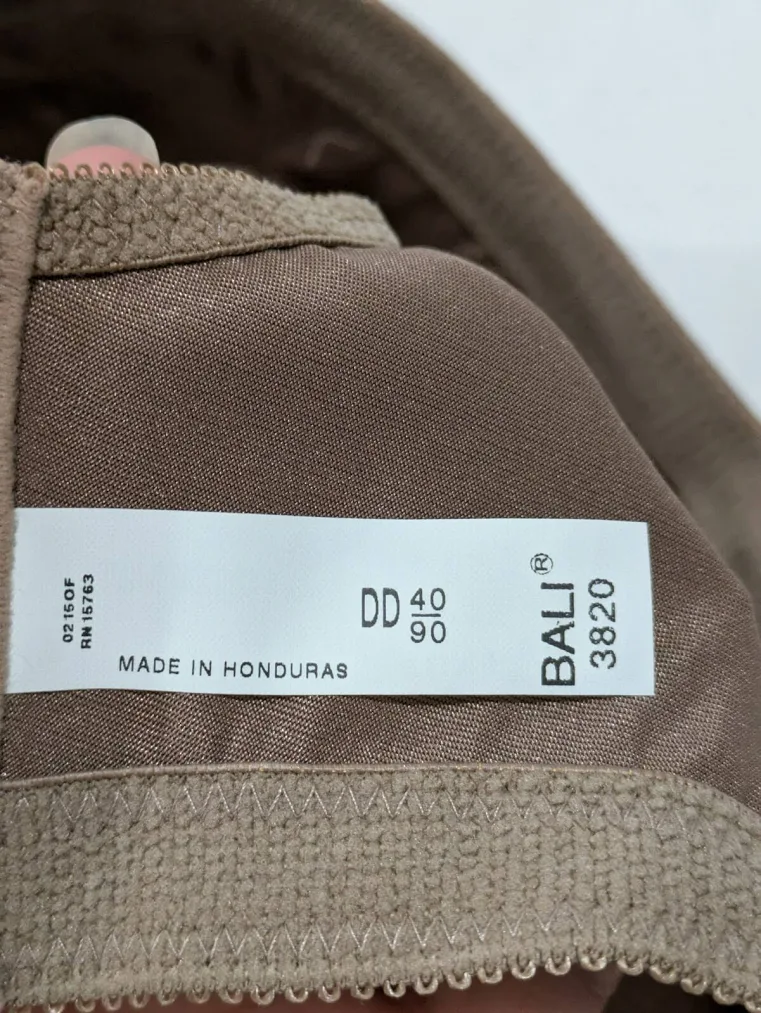 0215OF
RN 15763
MADE IN HONDURAS
DD 40
90
BALI®
3820